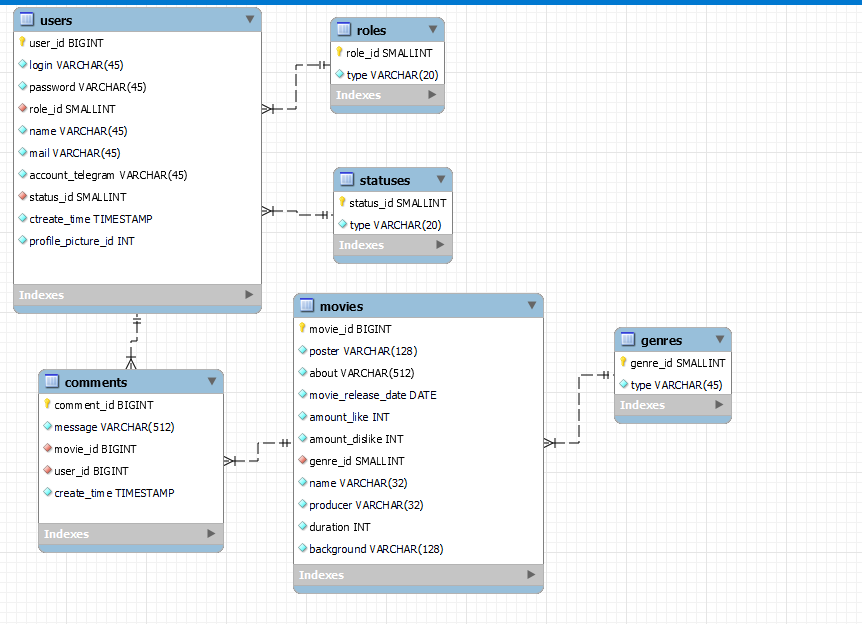 users
user_id BIGINT
login VARCHAR(45)
password VARCHAR(45)
role_id SMALLINT
name VARCHAR(45)
mail VARCHAR(45)
account_telegram VARCHAR(45)
status_id SMALLINT
ctreate_time TIMESTAMP
profile_picture_id INT
Indexes
roles
role_id SMALLINT
type VARCHAR(20)
Indexes
statuses
status_id SMALLINT
type VARCHAR(20)
Indexes
movies
movie_id BIGINT
poster VARCHAR(128)
about VARCHAR(512)
movie_release_date DATE
amount_like INT
amount_dislike INT
genre_id SMALLINT
name VARCHAR(32)
producer VARCHAR(32)
duration INT
background VARCHAR(128)
Indexes
genres
genre_id SMALLINT
type VARCHAR(45)
Indexes
comments
comment_id BIGINT
message VARCHAR(512)
movie_id BIGINT
user_id BIGINT
create_time TIMESTAMP
Indexes